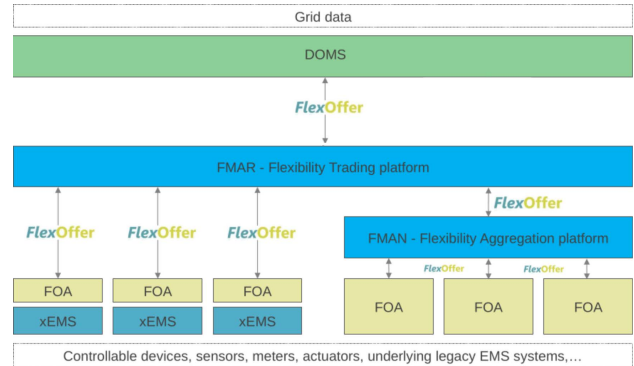 Grid data
DOMS
FlexOffer
FMAR - Flexibility Trading platform
FlexOffer
FlexOffer
FlexOffer
FlexOffer
FMAN - Flexibility Aggregation platform
FlexOffer
FlexOffer
FOA
FOA
FOA
FOA
FOA
FOA
xEMS
xEMS
xEMS
Controllable devices, sensors, meters, actuators, underlying legacy EMS systems,...